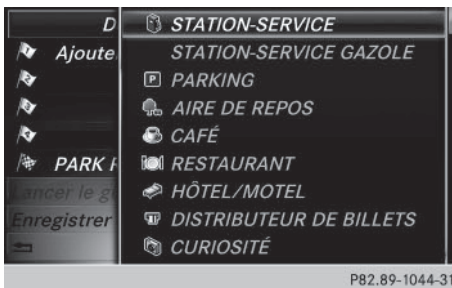 D
Ajoute
PARK
Lancer le g
Enregistrer
STATION-SERVICE
STATION-SERVICE GAZOLE
P PARKING
AIRE DE REPOS
CAFÉ
RESTAURANT
HÔTEL/MOTEL
DISTRIBUTEUR DE BILLETS
CURIOSITÉ
P82.89-1044-31